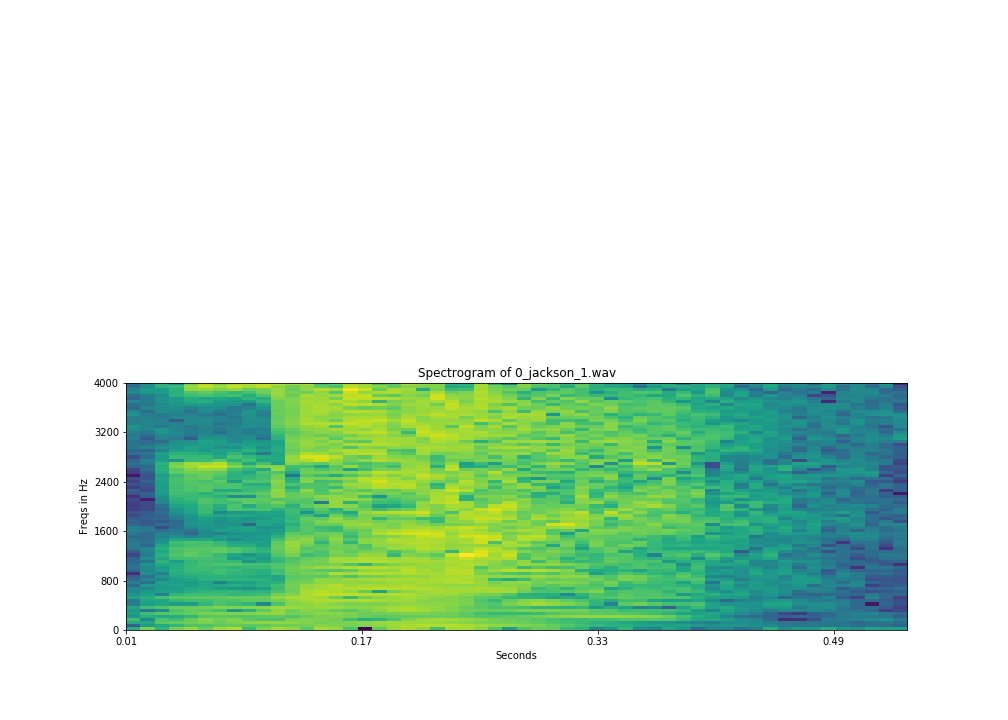 Spectrogram of 0_jackson_1.wav
4000
3200
2400
1600
800
0
Freqs in Hz
0.01 0.17 0.33 0.49
Seconds